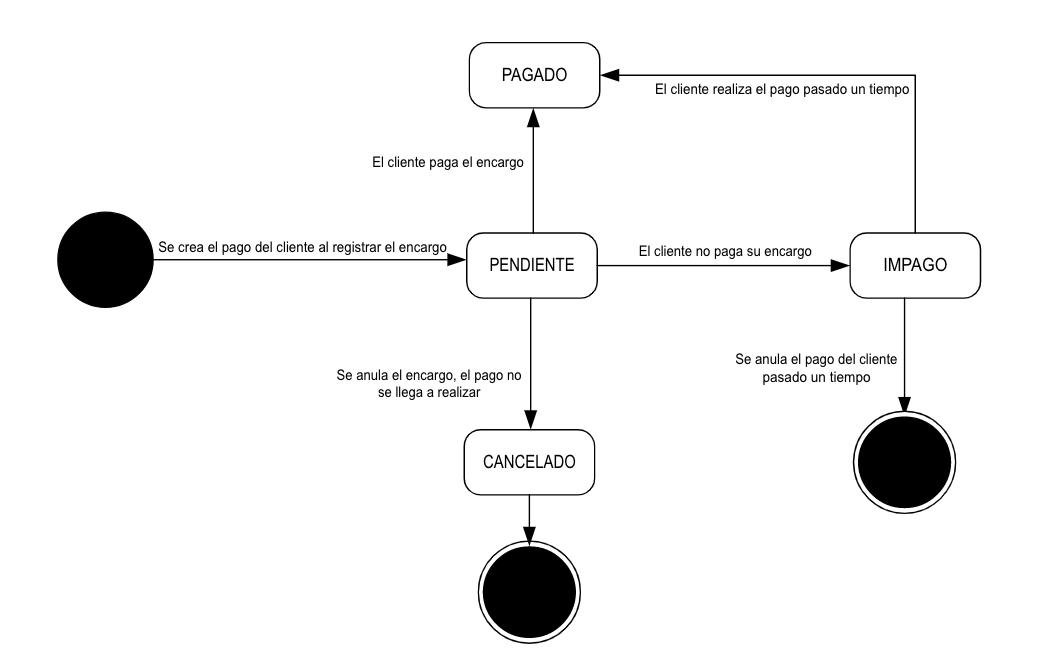 PAGADO
El cliente realiza el pago pasado un tiempo
El cliente paga el encargo
Se crea el pago del cliente al registrar el encargo
PENDIENTE
El cliente no paga su encargo
IMPAGO
Se anula el encargo, el pago no
se llega a realizar
Se anula el pago del cliente
pasado un tiempo
CANCELADO